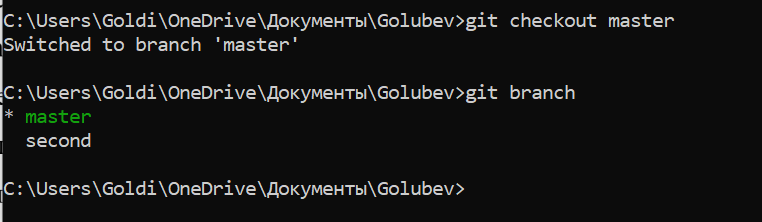 C:\Users\Goldi\OneDrive\Документы\Golubev>git checkout master
Switched to branch 'master'
C:\Users\Goldi\OneDrive\Документы\Golubev>git branch
* master
second
C:\Users\Goldi\OneDrive\Документы\Golubev>